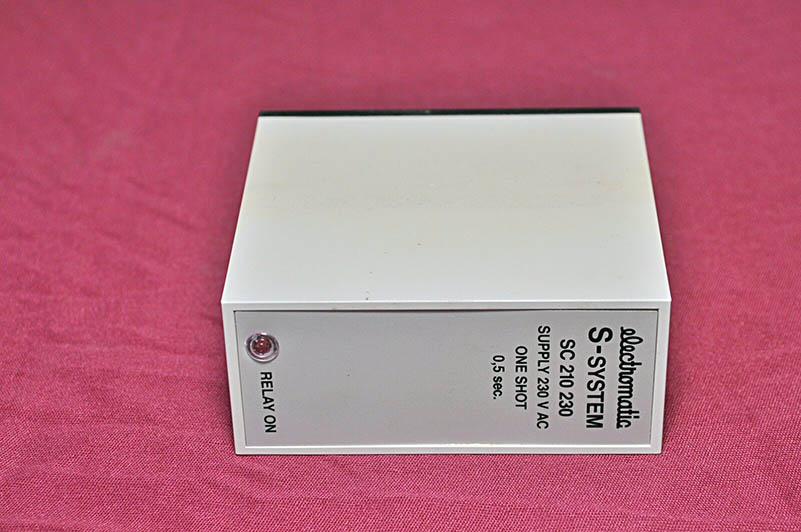 electromatic
S-SYSTEM
SC 210 230
SUPPLY 230 V AC
ONE SHOT
0,5 sec.
RELAY ON